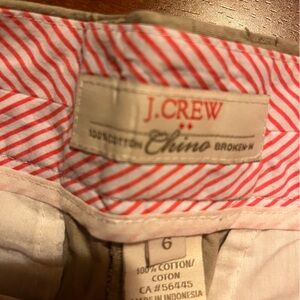 J.CREW
100% COTTON Chino BROKEN-IN
6
100% COTTON/
COTON
CA #56445
MADE IN INDONESIA